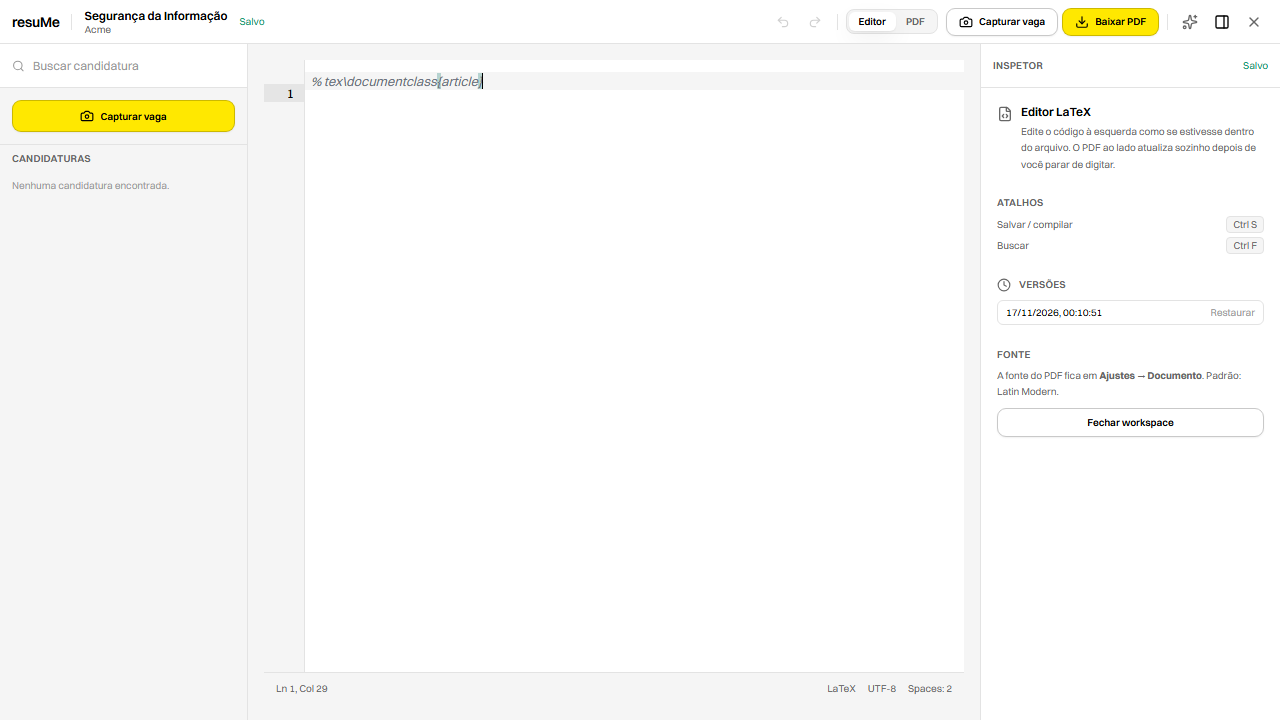 resuMe
Segurança da Informação
Acme
Salvo
Editor
PDF
Capturar vaga
Baixar PDF
Buscar candidatura
Capturar vaga
CANDIDATURAS
Nenhuma candidatura encontrada.
1
% tex\documentclass{article}
Ln 1, Col 29
LaTeX
UTF-8
Spaces: 2
INSPETOR
Salvo
Editor LaTeX
Edite o código à esquerda como se estivesse dentro
do arquivo. O PDF ao lado atualiza sozinho depois de
você parar de digitar.
ATALHOS
Salvar / compilar
Ctrl S
Buscar
Ctrl F
VERSÕES
17/11/2026, 00:10:51
Restaurar
FONTE
A fonte do PDF fica em Ajustes → Documento. Padrão:
Latin Modern.
Fechar workspace